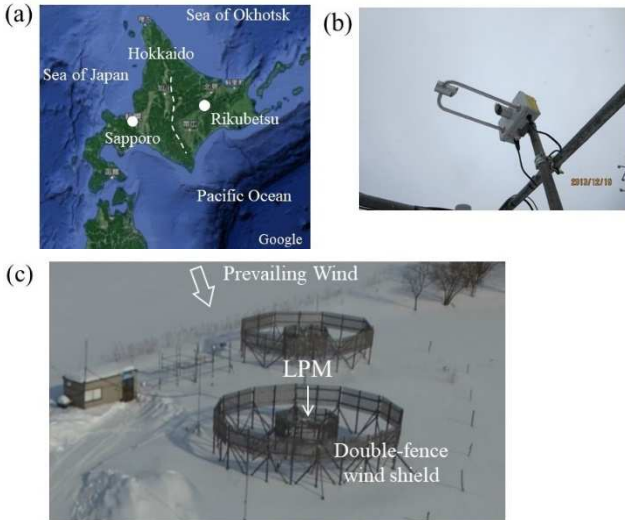 (a)
Sea of Okhotsk
Hokkaido
Sea of Japan
Rikubetsu
Sapporo
Pacific Ocean
Google
(b)
2013/12/10
(c)
Prevailing Wind
LPM
Double-fence
wind shield